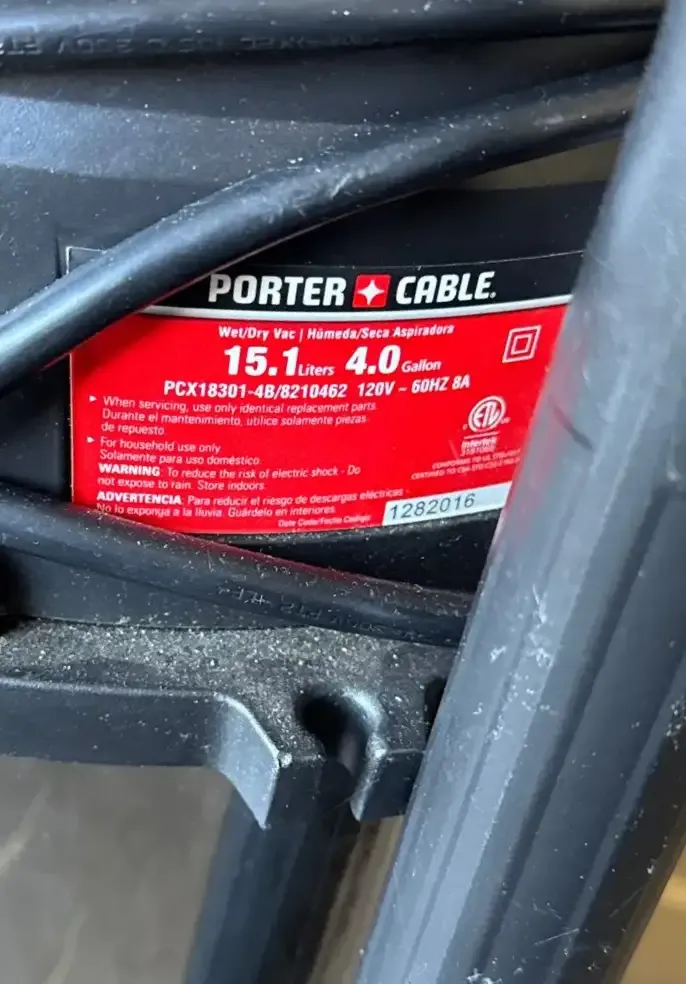 PORTER CABLE
Wet/Dry Vac | Húmeda/Seca Aspiradora
15.1 Liters 4.0 Gallon
PCX18301-4B/8210462 120V ~ 60HZ 8A
When servicing, use only identical replacement parts.
Durante el mantenimiento, utilice solamente piezas
de repuesto.
For household use only
Solamente para uso doméstico.
WARNING: To reduce the risk of electric shock - Do
not expose to rain. Store indoors.
ADVERTENCIA: Para reducir el riesgo de descargas eléctricas -
No lo exponga a la lluvia. Guárdelo en interiores.
Date Code/Fecha Codigo
1282016
ETL
Intertek